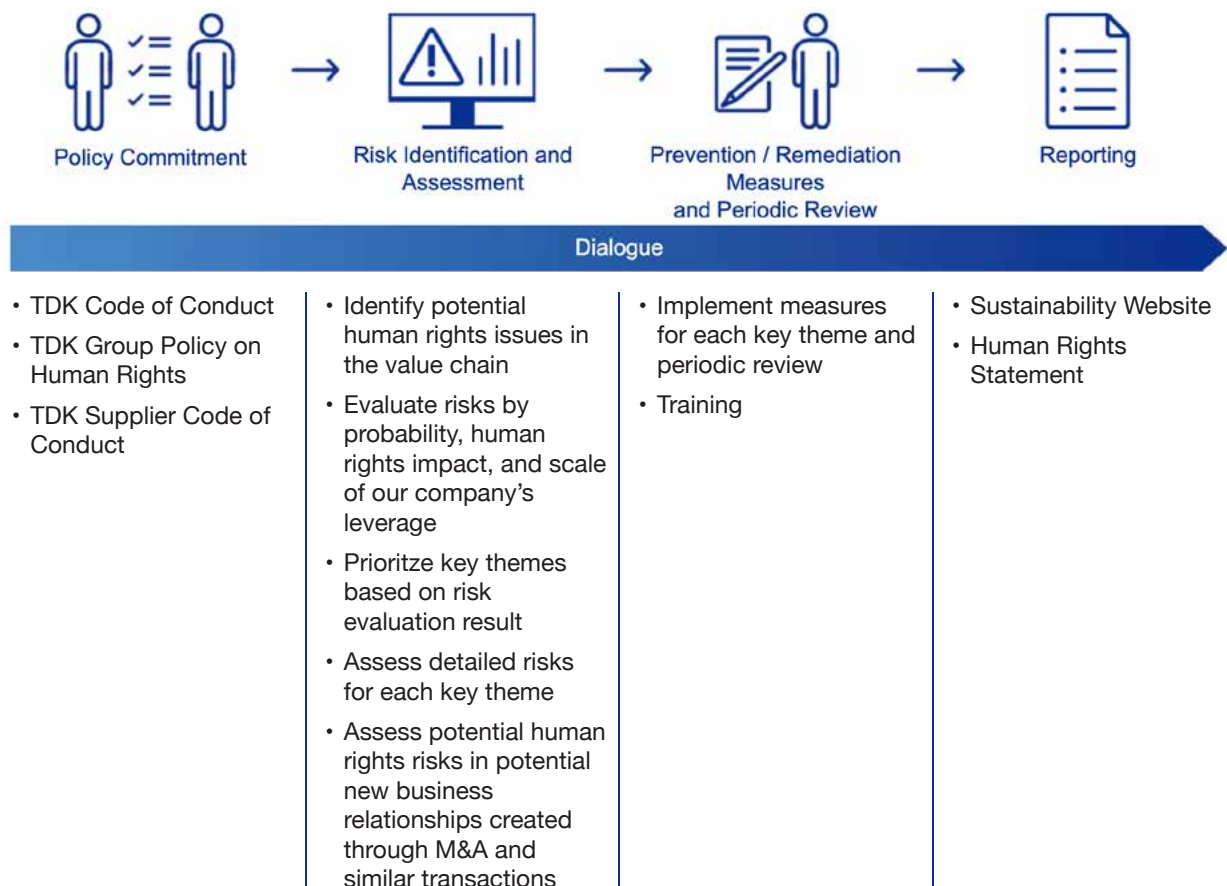 Policy Commitment
Risk Identification and
Assessment
Prevention / Remediation
Measures
and Periodic Review
Reporting
Dialogue
• TDK Code of Conduct
• TDK Group Policy on
Human Rights
• TDK Supplier Code of
Conduct
• Identify potential
human rights issues in
the value chain
• Evaluate risks by
probability, human
rights impact, and scale
of our company’s
leverage
• Prioritze key themes
based on risk
evaluation result
• Assess detailed risks
for each key theme
• Assess potential human
rights risks in potential
new business
relationships created
through M&A and
similar transactions
• Implement measures
for each key theme and
periodic review
• Training
• Sustainability Website
• Human Rights
Statement